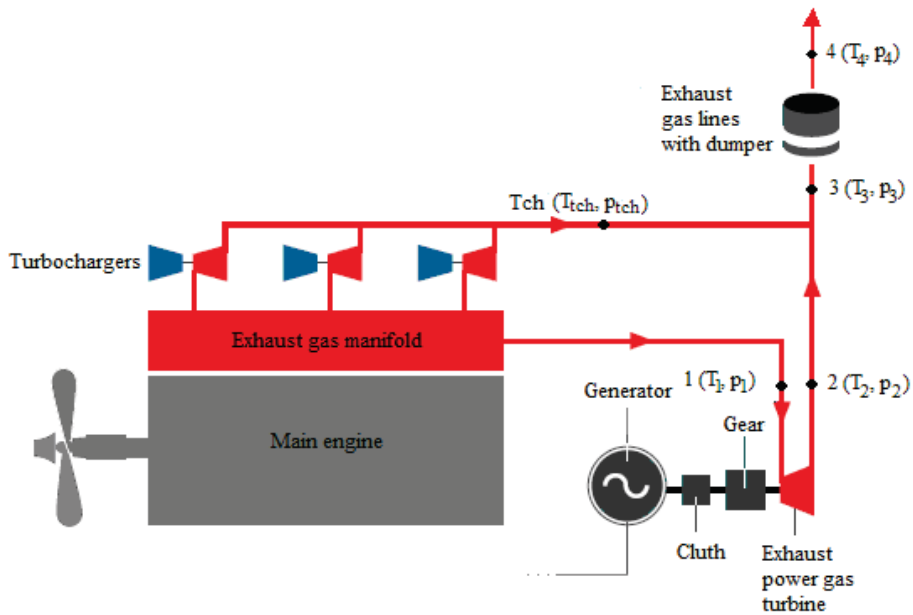 4 (T4, p4)
Exhaust
gas lines
with dumper
3 (T3, p3)
Tch (Ttch, ptch)
Turbochargers
Exhaust gas manifold
1 (T1, p1)
2 (T2, p2)
Generator
Gear
Main engine
Cluth
Exhaust
power gas
turbine